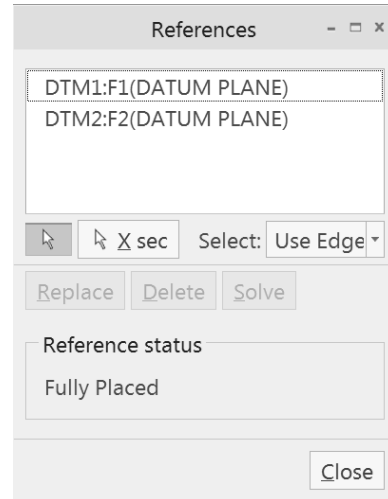 References
DTM1:F1(DATUM PLANE)
DTM2:F2(DATUM PLANE)
X sec Select: Use Edge
Replace Delete Solve
Reference status
Fully Placed
Close